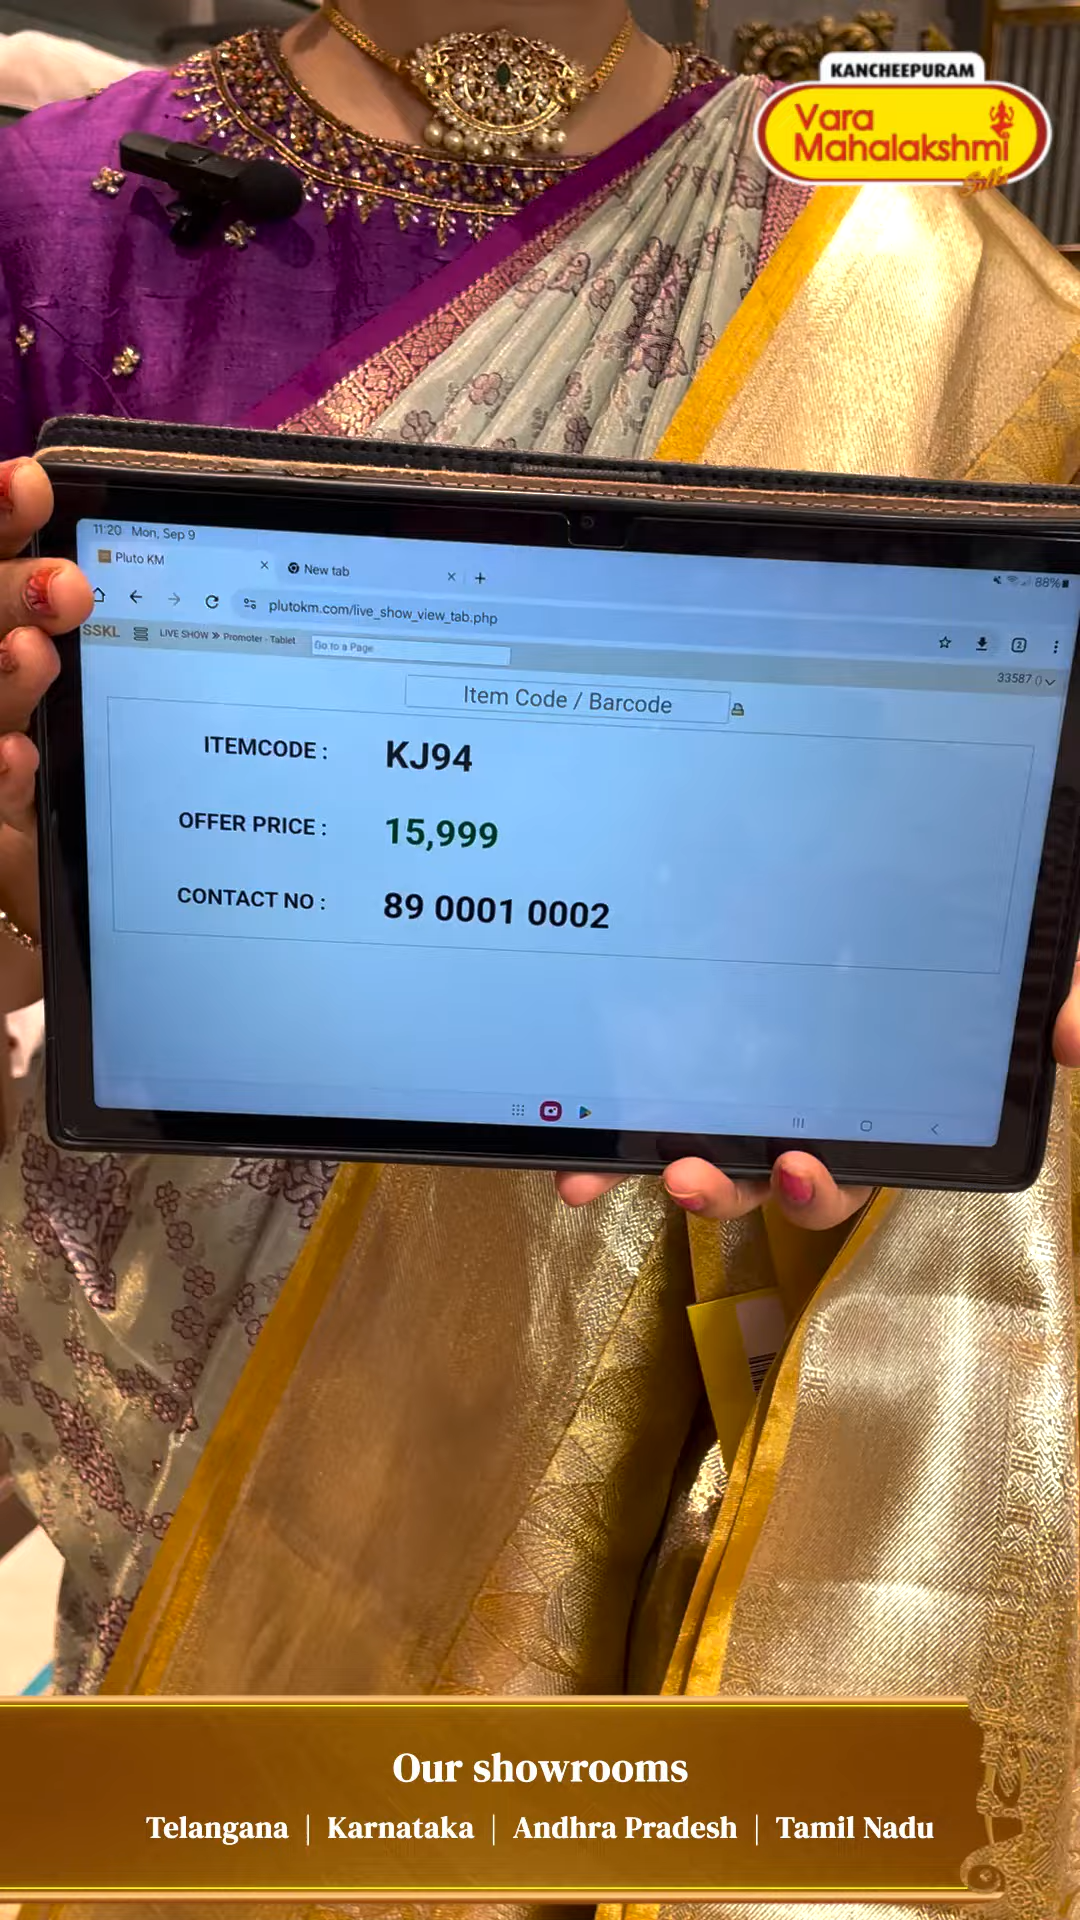 KANCHEEPURAM
Vara
Mahalakshmi
Silks
11:20 Mon, Sep 9
88%
Pluto KM
New tab
plutokm.com/live_show_view_tab.php
2
SSKL
LIVE SHOW >> Promoter - Tablet
Go to a Page
33587 ()
Item Code / Barcode
ITEMCODE : KJ94
OFFER PRICE : 15,999
CONTACT NO : 89 0001 0002
Our showrooms
Telangana | Karnataka | Andhra Pradesh | Tamil Nadu